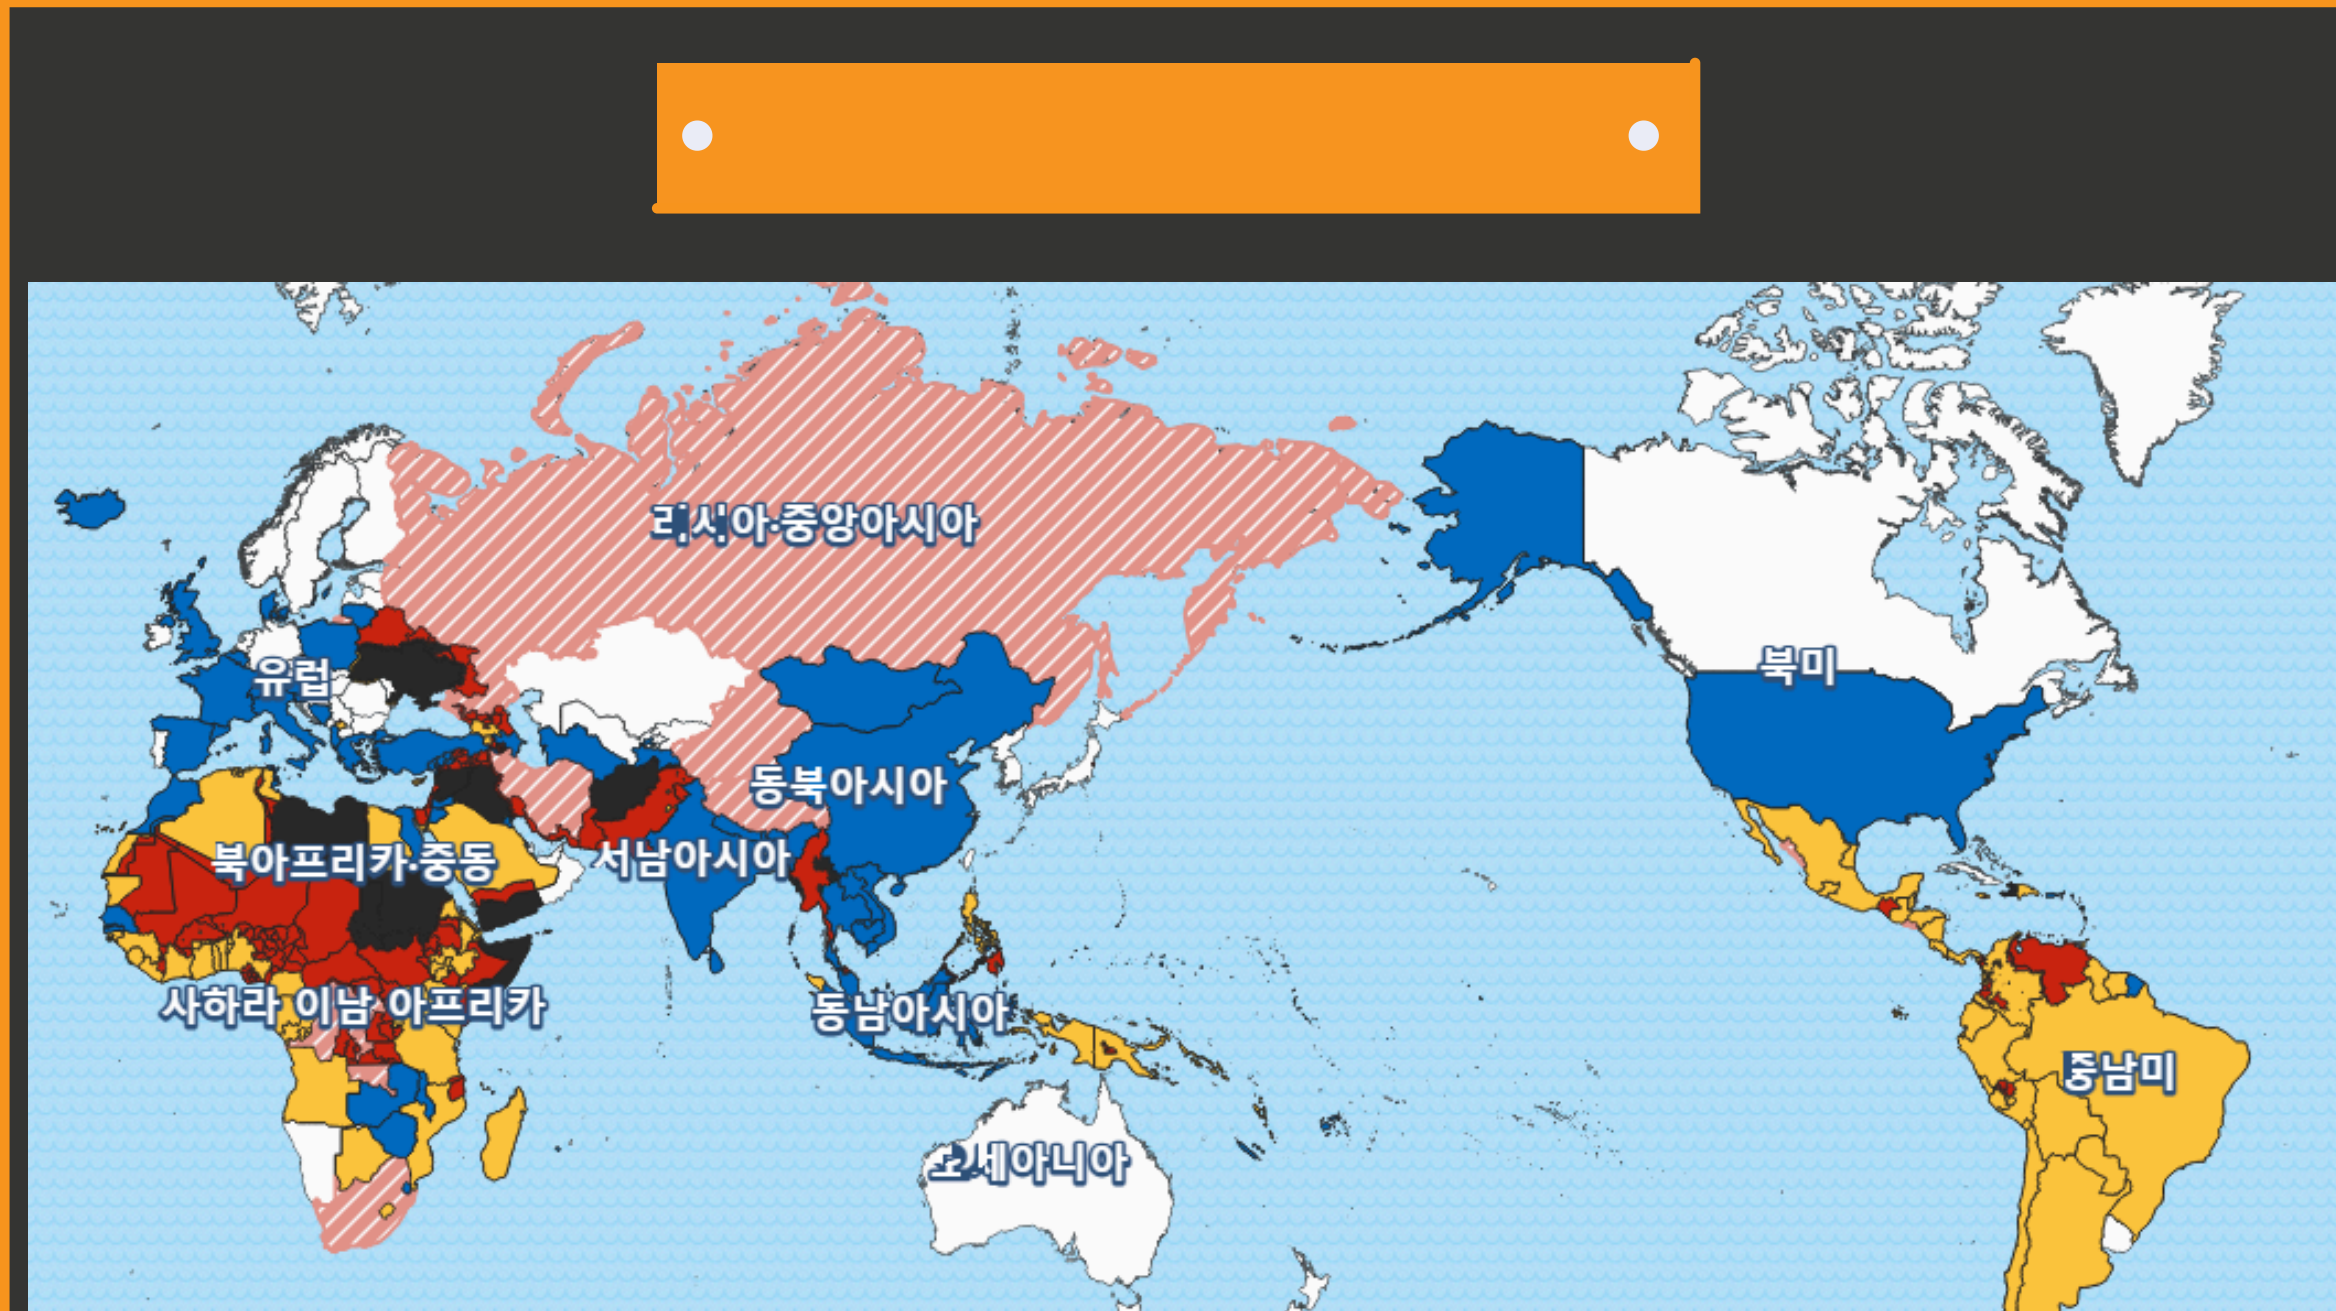 러시아·중앙아시아
유럽
북미
동북아시아
북아프리카·중동
서남아시아
사하라 이남 아프리카
동남아시아
중남미
오세아니아